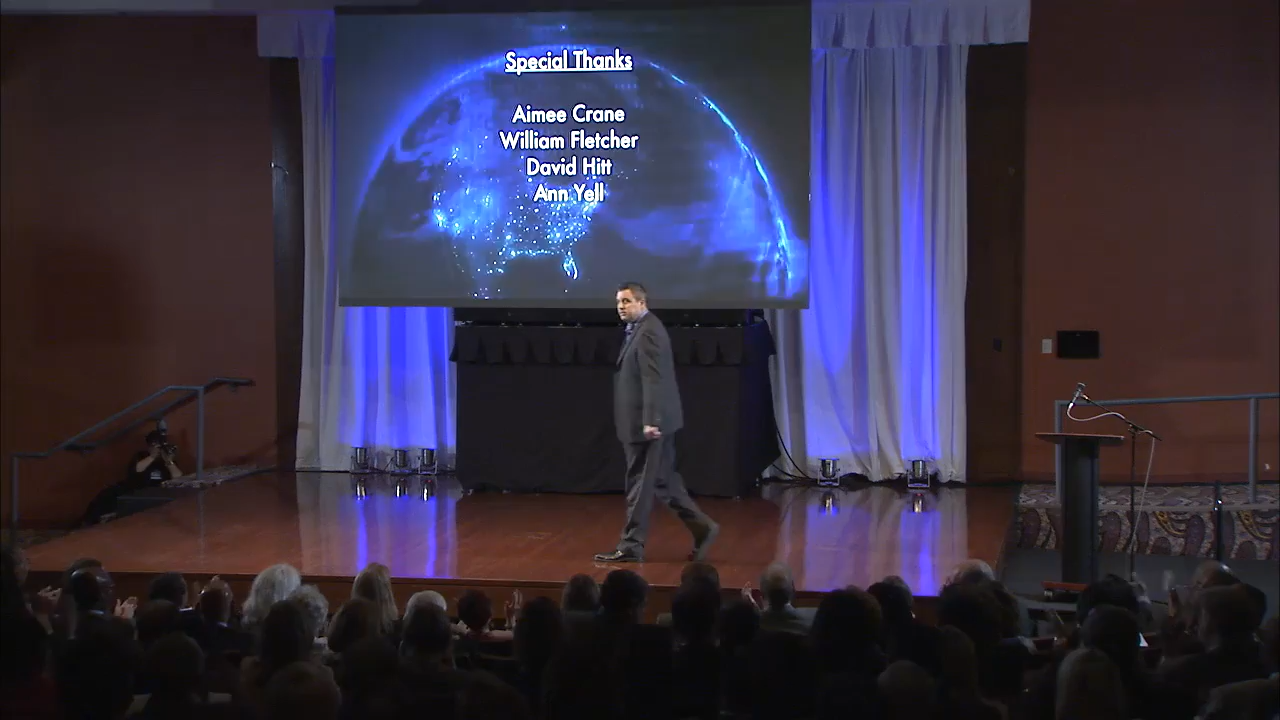 Special Thanks
Aimee Crane
William Fletcher
David Hitt
Ann Yell